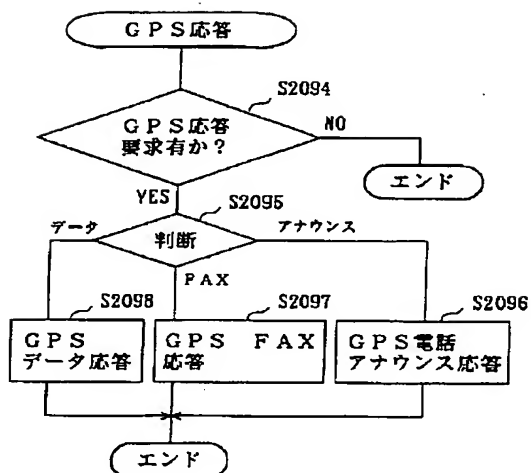 GPS応答
S2094
GPS応答
要求有か?
NO
エンド
YES
S2095
データ
判断
アナウンス
FAX
S2098
S2097
S2096
GPS
データ応答
GPS FAX
応答
GPS電話
アナウンス応答
エンド